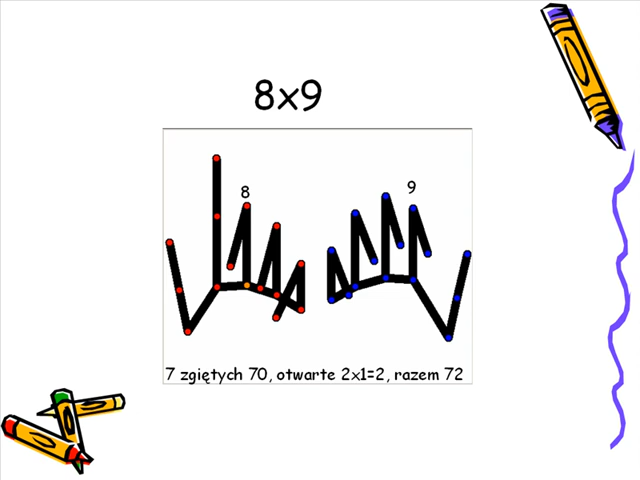 8x9
8
9
7 zgiętych 70, otwarte 2x1=2, razem 72